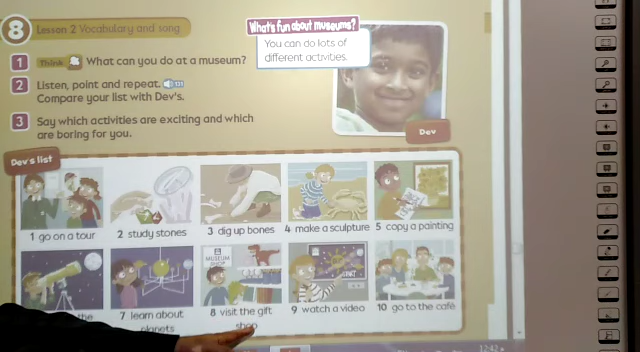 8 Lesson 2 Vocabulary and song
What's fun about museums?
You can do lots of
different activities.
1 Think What can you do at a museum?
2 Listen, point and repeat.
Compare your list with Dev's.
3 Say which activities are exciting and which
are boring for you.
Dev
Dev's list
1 go on a tour
2 study stones
3 dig up bones
4 make a sculpture
5 copy a painting
MUSEUM
SHOP
START
the
7 learn about
planets
8 visit the gift
shop
9 watch a video
10 go to the café
12:42